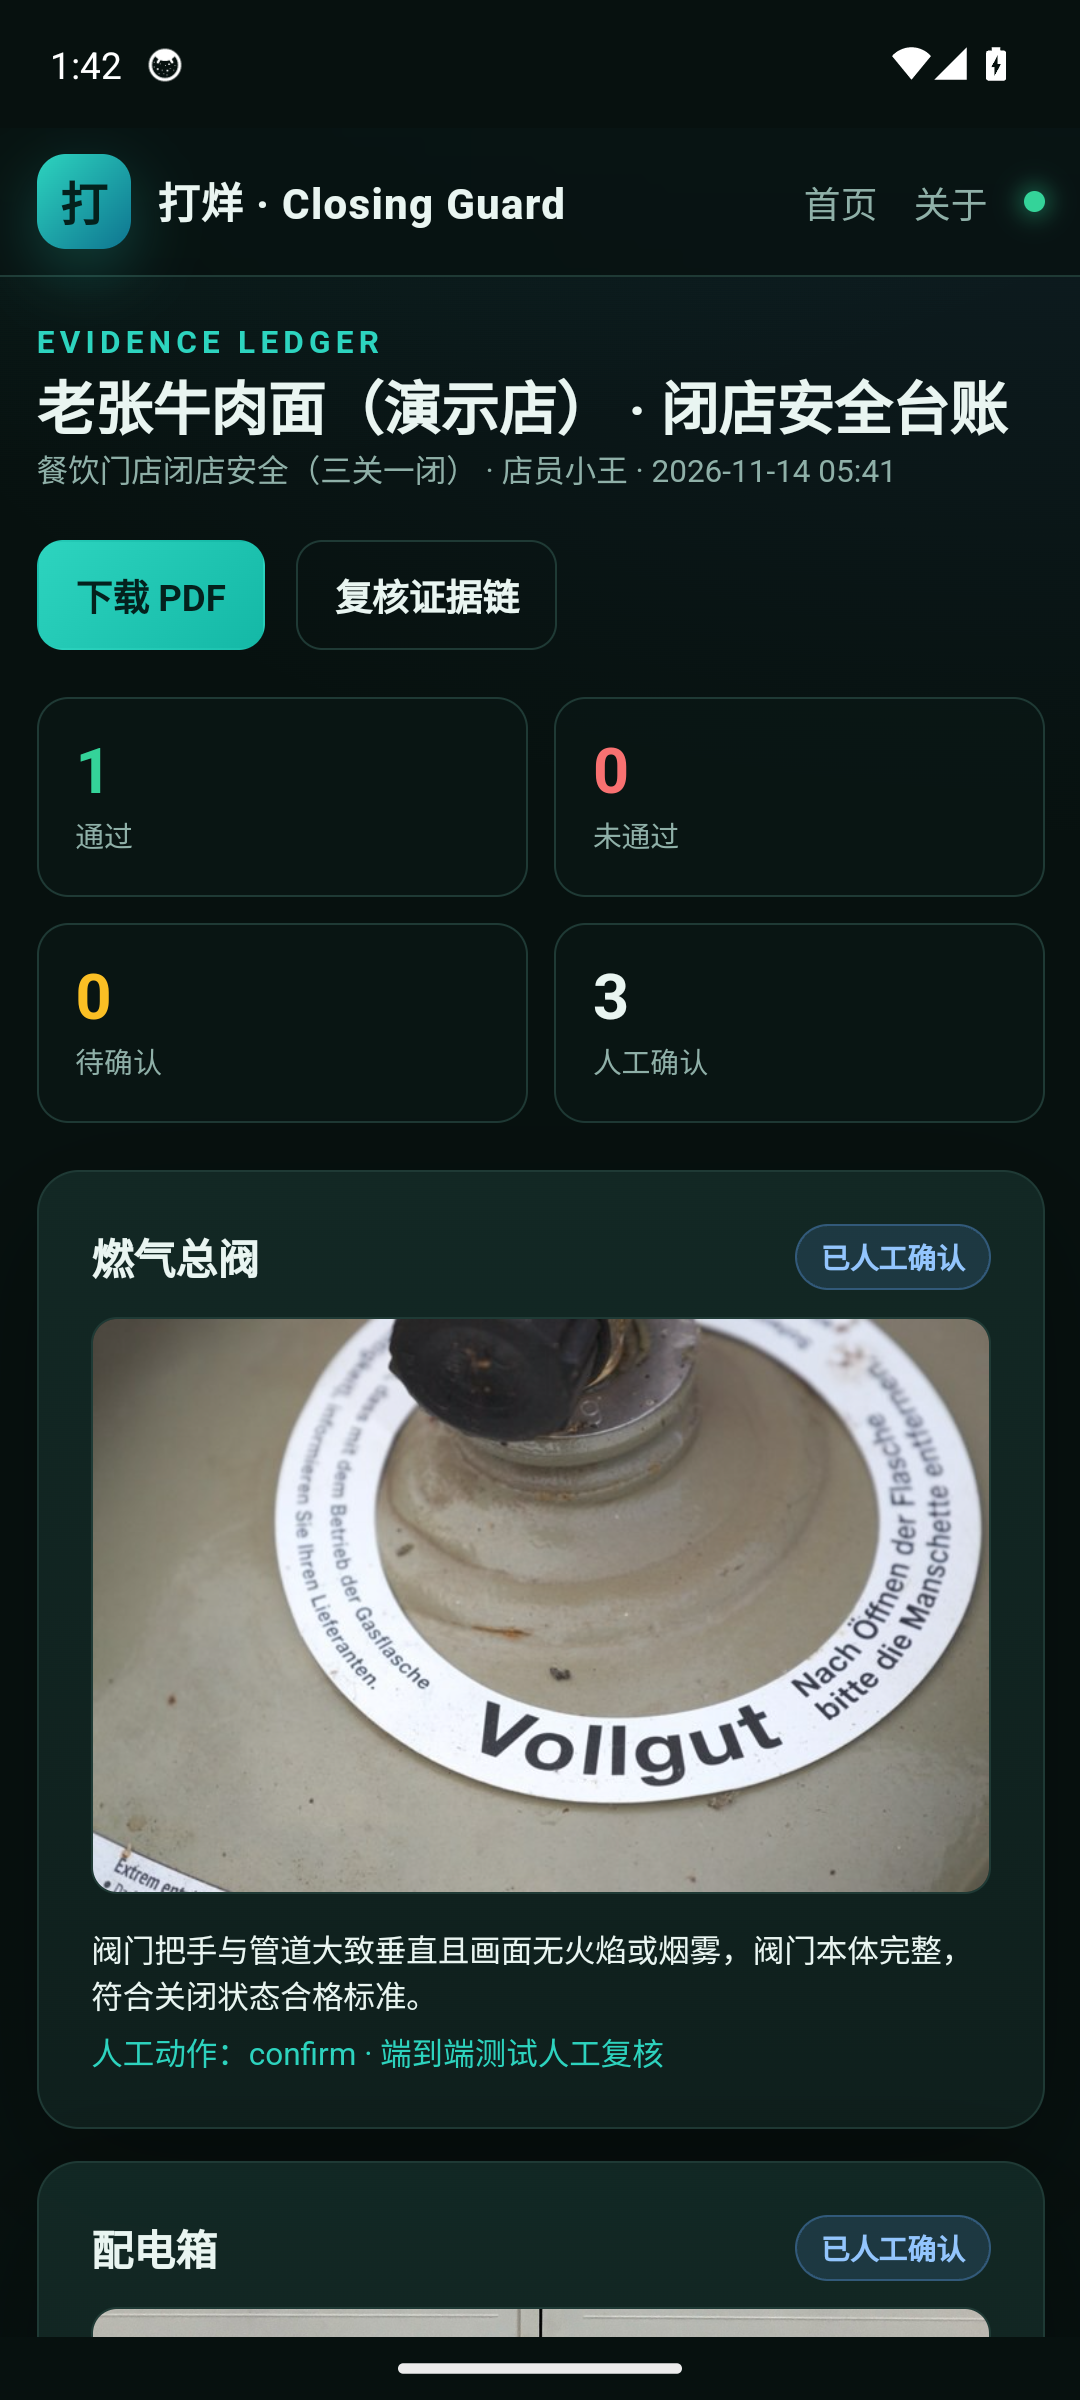 1:42
打
打烊 · Closing Guard
首页
关于
EVIDENCE LEDGER
老张牛肉面（演示店） · 闭店安全台账
餐饮门店闭店安全（三关一闭） · 店员小王 · 2026-11-14 05:41
下载 PDF
复核证据链
1
通过
0
未通过
0
待确认
3
人工确认
燃气总阀
已人工确认
dass mit dem Betrieb der Gasflasche
informieren Sie Ihren Lieferanten.
Vollgut
Nach Öffnen der Flasche
bitte die Manschette entfernen.
Extrem
阀门把手与管道大致垂直且画面无火焰或烟雾，阀门本体完整，
符合关闭状态合格标准。
人工动作：confirm · 端到端测试人工复核
配电箱
已人工确认